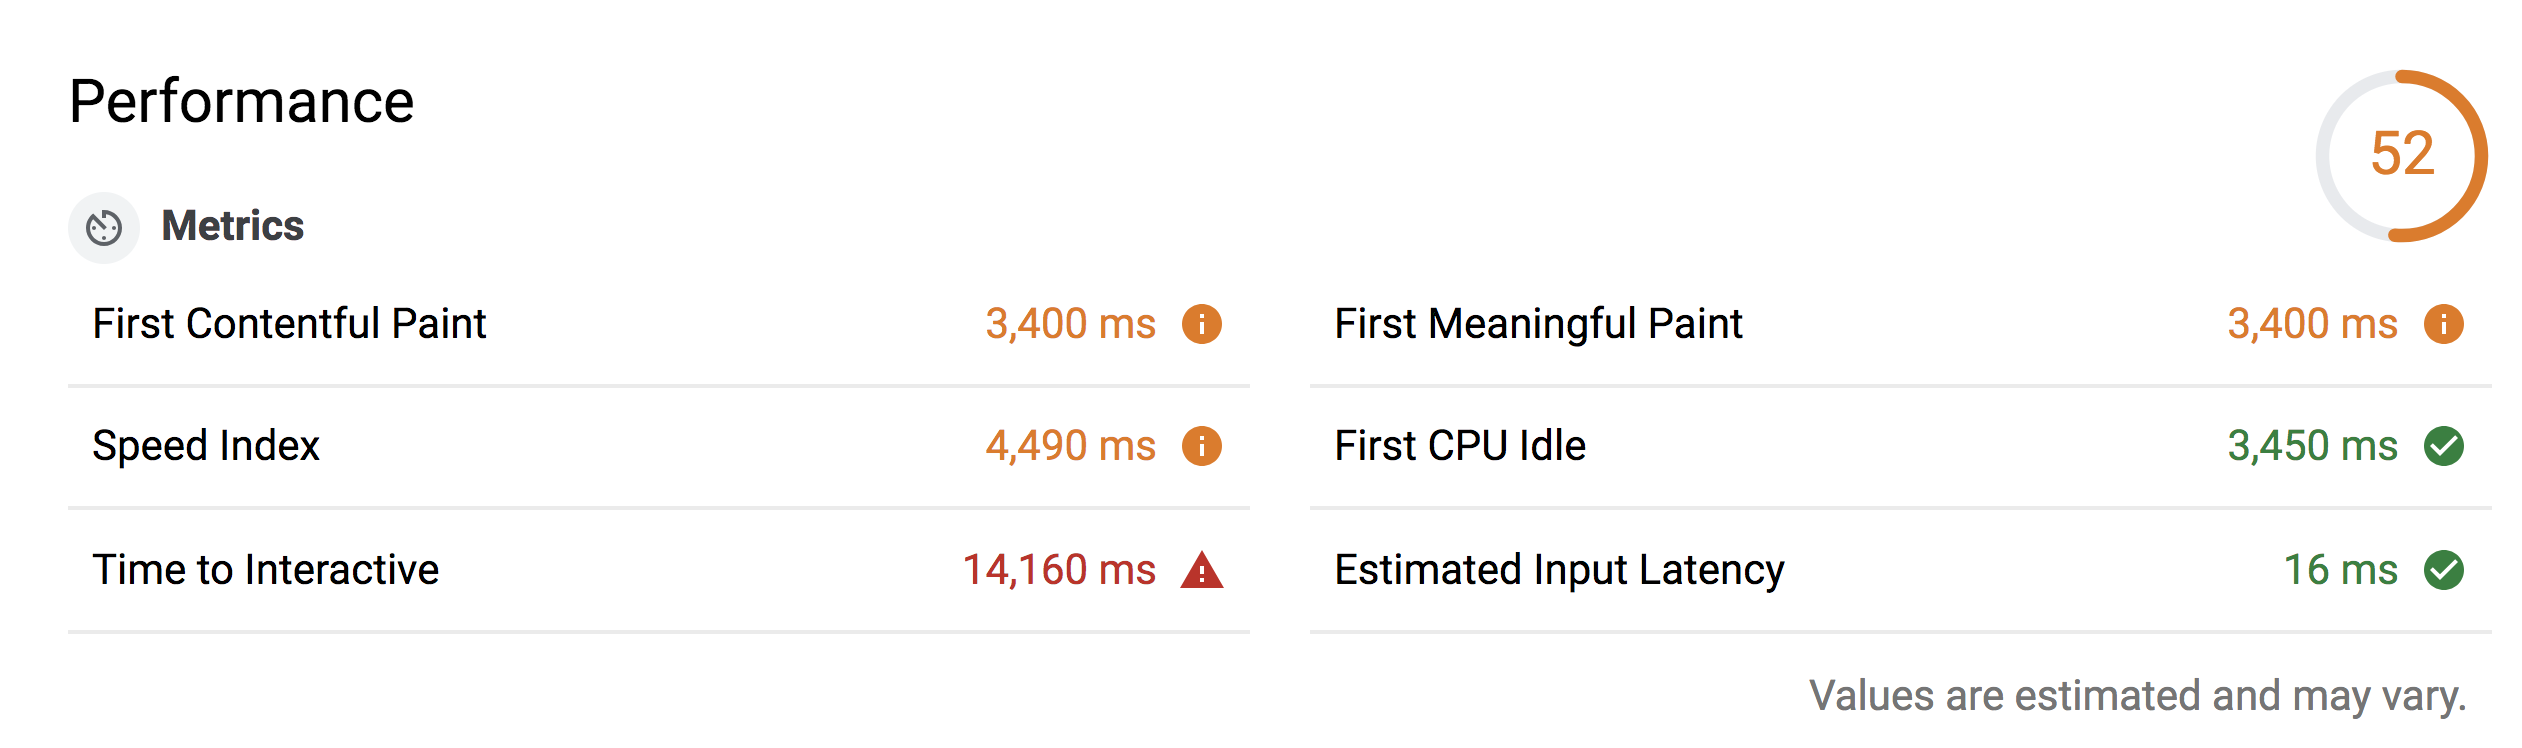 Performance
52
Metrics
First Contentful Paint 3,400 ms
First Meaningful Paint 3,400 ms
Speed Index 4,490 ms
First CPU Idle 3,450 ms
Time to Interactive 14,160 ms
Estimated Input Latency 16 ms
Values are estimated and may vary.